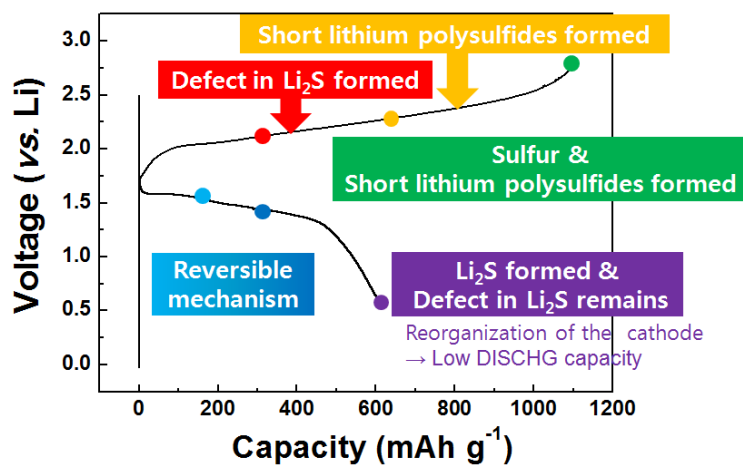 Short lithium polysulfides formed
Defect in Li₂S formed
Sulfur &
Short lithium polysulfides formed
Reversible
mechanism
Li₂S formed &
Defect in Li₂S remains
Reorganization of the cathode
→ Low DISCHG capacity
Voltage (vs. Li)
3.0
2.5
2.0
1.5
1.0
0.5
0.0
0 200 400 600 800 1000 1200
Capacity (mAh g⁻¹)